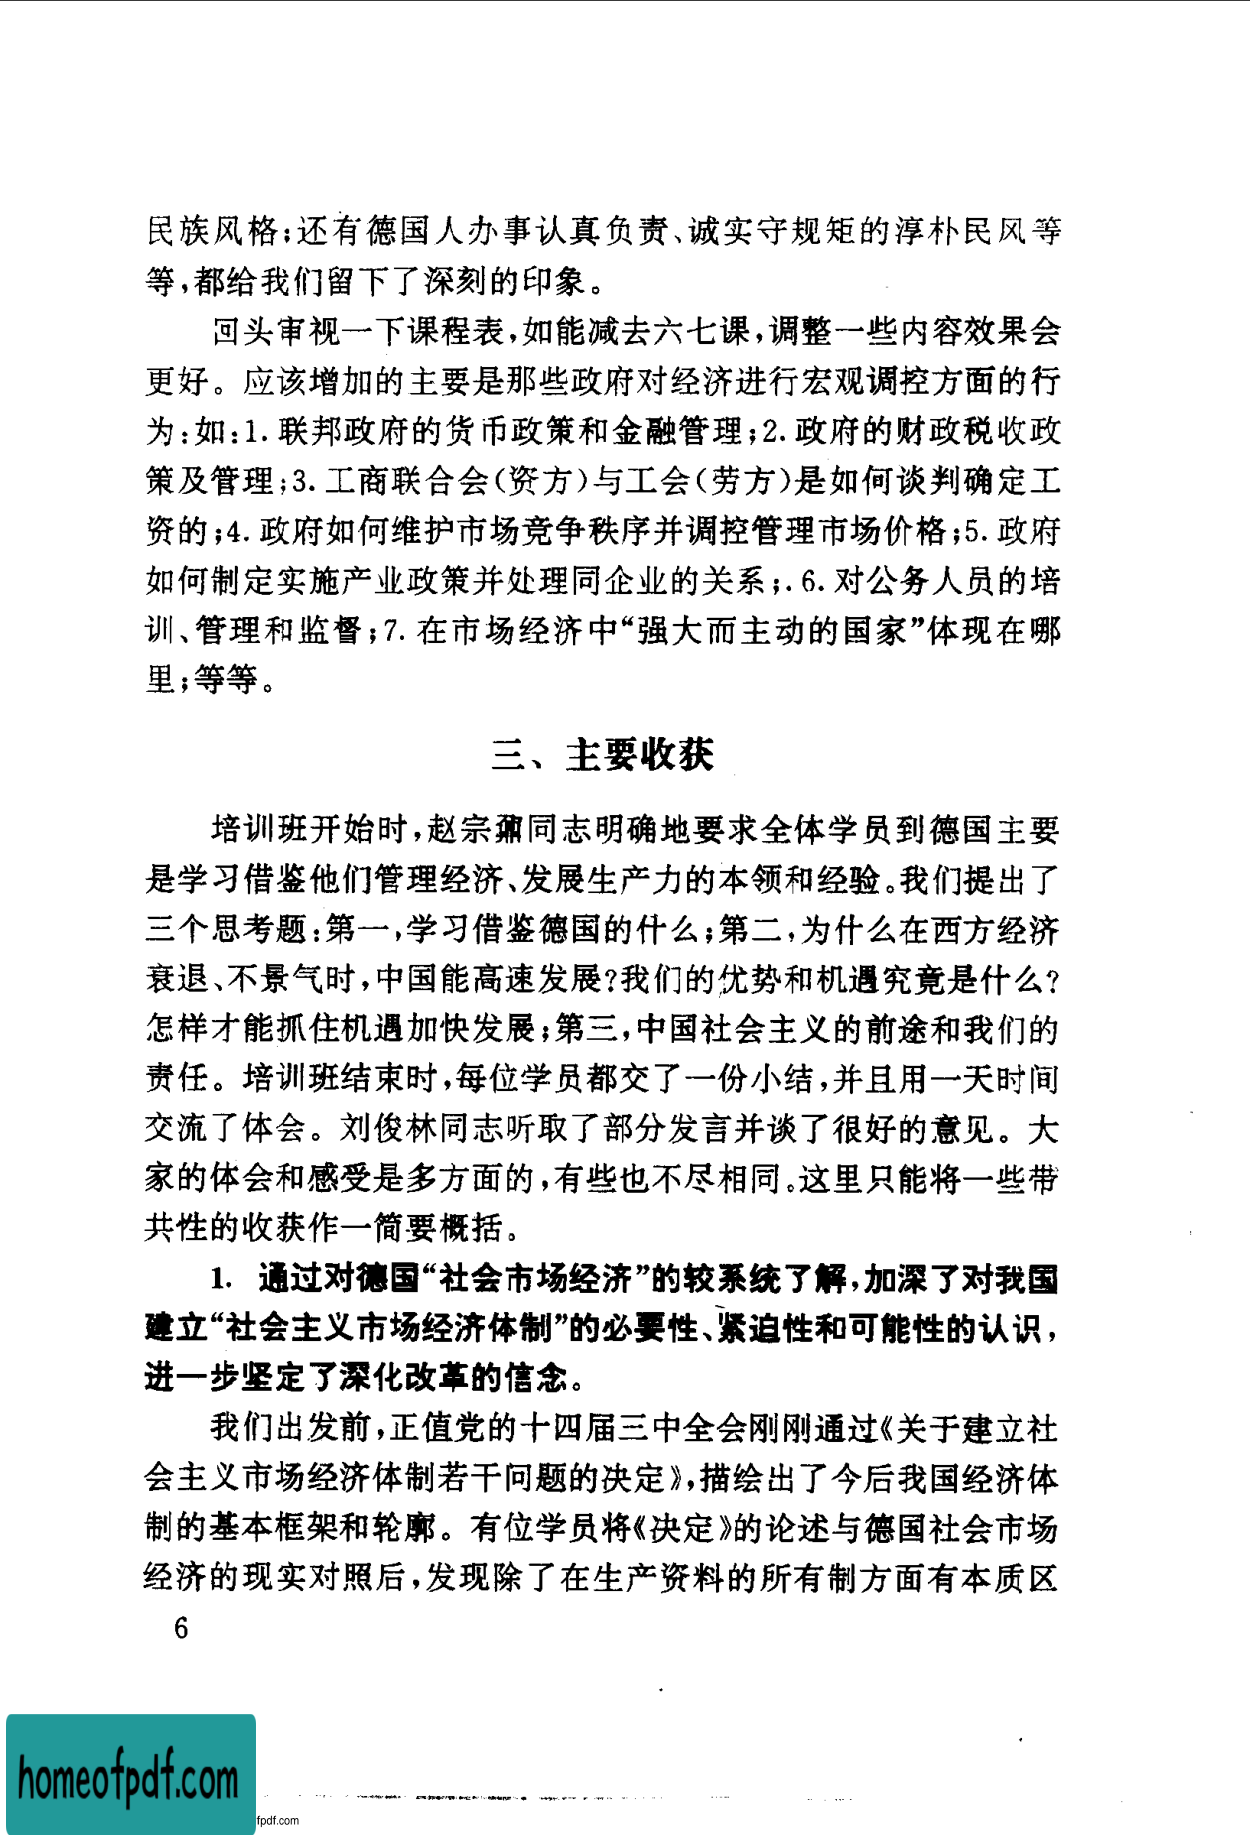 民族风格;还有德国人办事认真负责、诚实守规矩的淳朴民风等
等,都给我们留下了深刻的印象。
回头审视一下课程表,如能减去六七课,调整一些内容效果会
更好。应该增加的主要是那些政府对经济进行宏观调控方面的行
为:如:1.联邦政府的货币政策和金融管理;2.政府的财政税收政
策及管理;3.工商联合会(资方)与工会(劳方)是如何谈判确定工
资的;4.政府如何维护市场竞争秩序并调控管理市场价格;5.政府
如何制定实施产业政策并处理同企业的关系;.6.对公务人员的培
训、管理和监督;7.在市场经济中“强大而主动的国家”体现在哪
里;等等。
三、主要收获
培训班开始时,赵宗鼐同志明确地要求全体学员到德国主要
是学习借鉴他们管理经济、发展生产力的本领和经验。我们提出了
三个思考题:第一,学习借鉴德国的什么;第二,为什么在西方经济
衰退、不景气时,中国能高速发展?我们的优势和机遇究竟是什么?
怎样才能抓住机遇加快发展;第三,中国社会主义的前途和我们的
责任。培训班结束时,每位学员都交了一份小结,并且用一天时间
交流了体会。刘俊林同志听取了部分发言并谈了很好的意见。大
家的体会和感受是多方面的,有些也不尽相同。这里只能将一些带
共性的收获作一简要概括。
1. 通过对德国“社会市场经济”的较系统了解,加深了对我国
建立“社会主义市场经济体制”的必要性、紧迫性和可能性的认识,
进一步坚定了深化改革的信念。
我们出发前,正值党的十四届三中全会刚刚通过《关于建立社
会主义市场经济体制若干问题的决定》,描绘出了今后我国经济体
制的基本框架和轮廓。有位学员将《决定》的论述与德国社会市场
经济的现实对照后,发现除了在生产资料的所有制方面有本质区
6
homeofpdf.com
fpdf.com